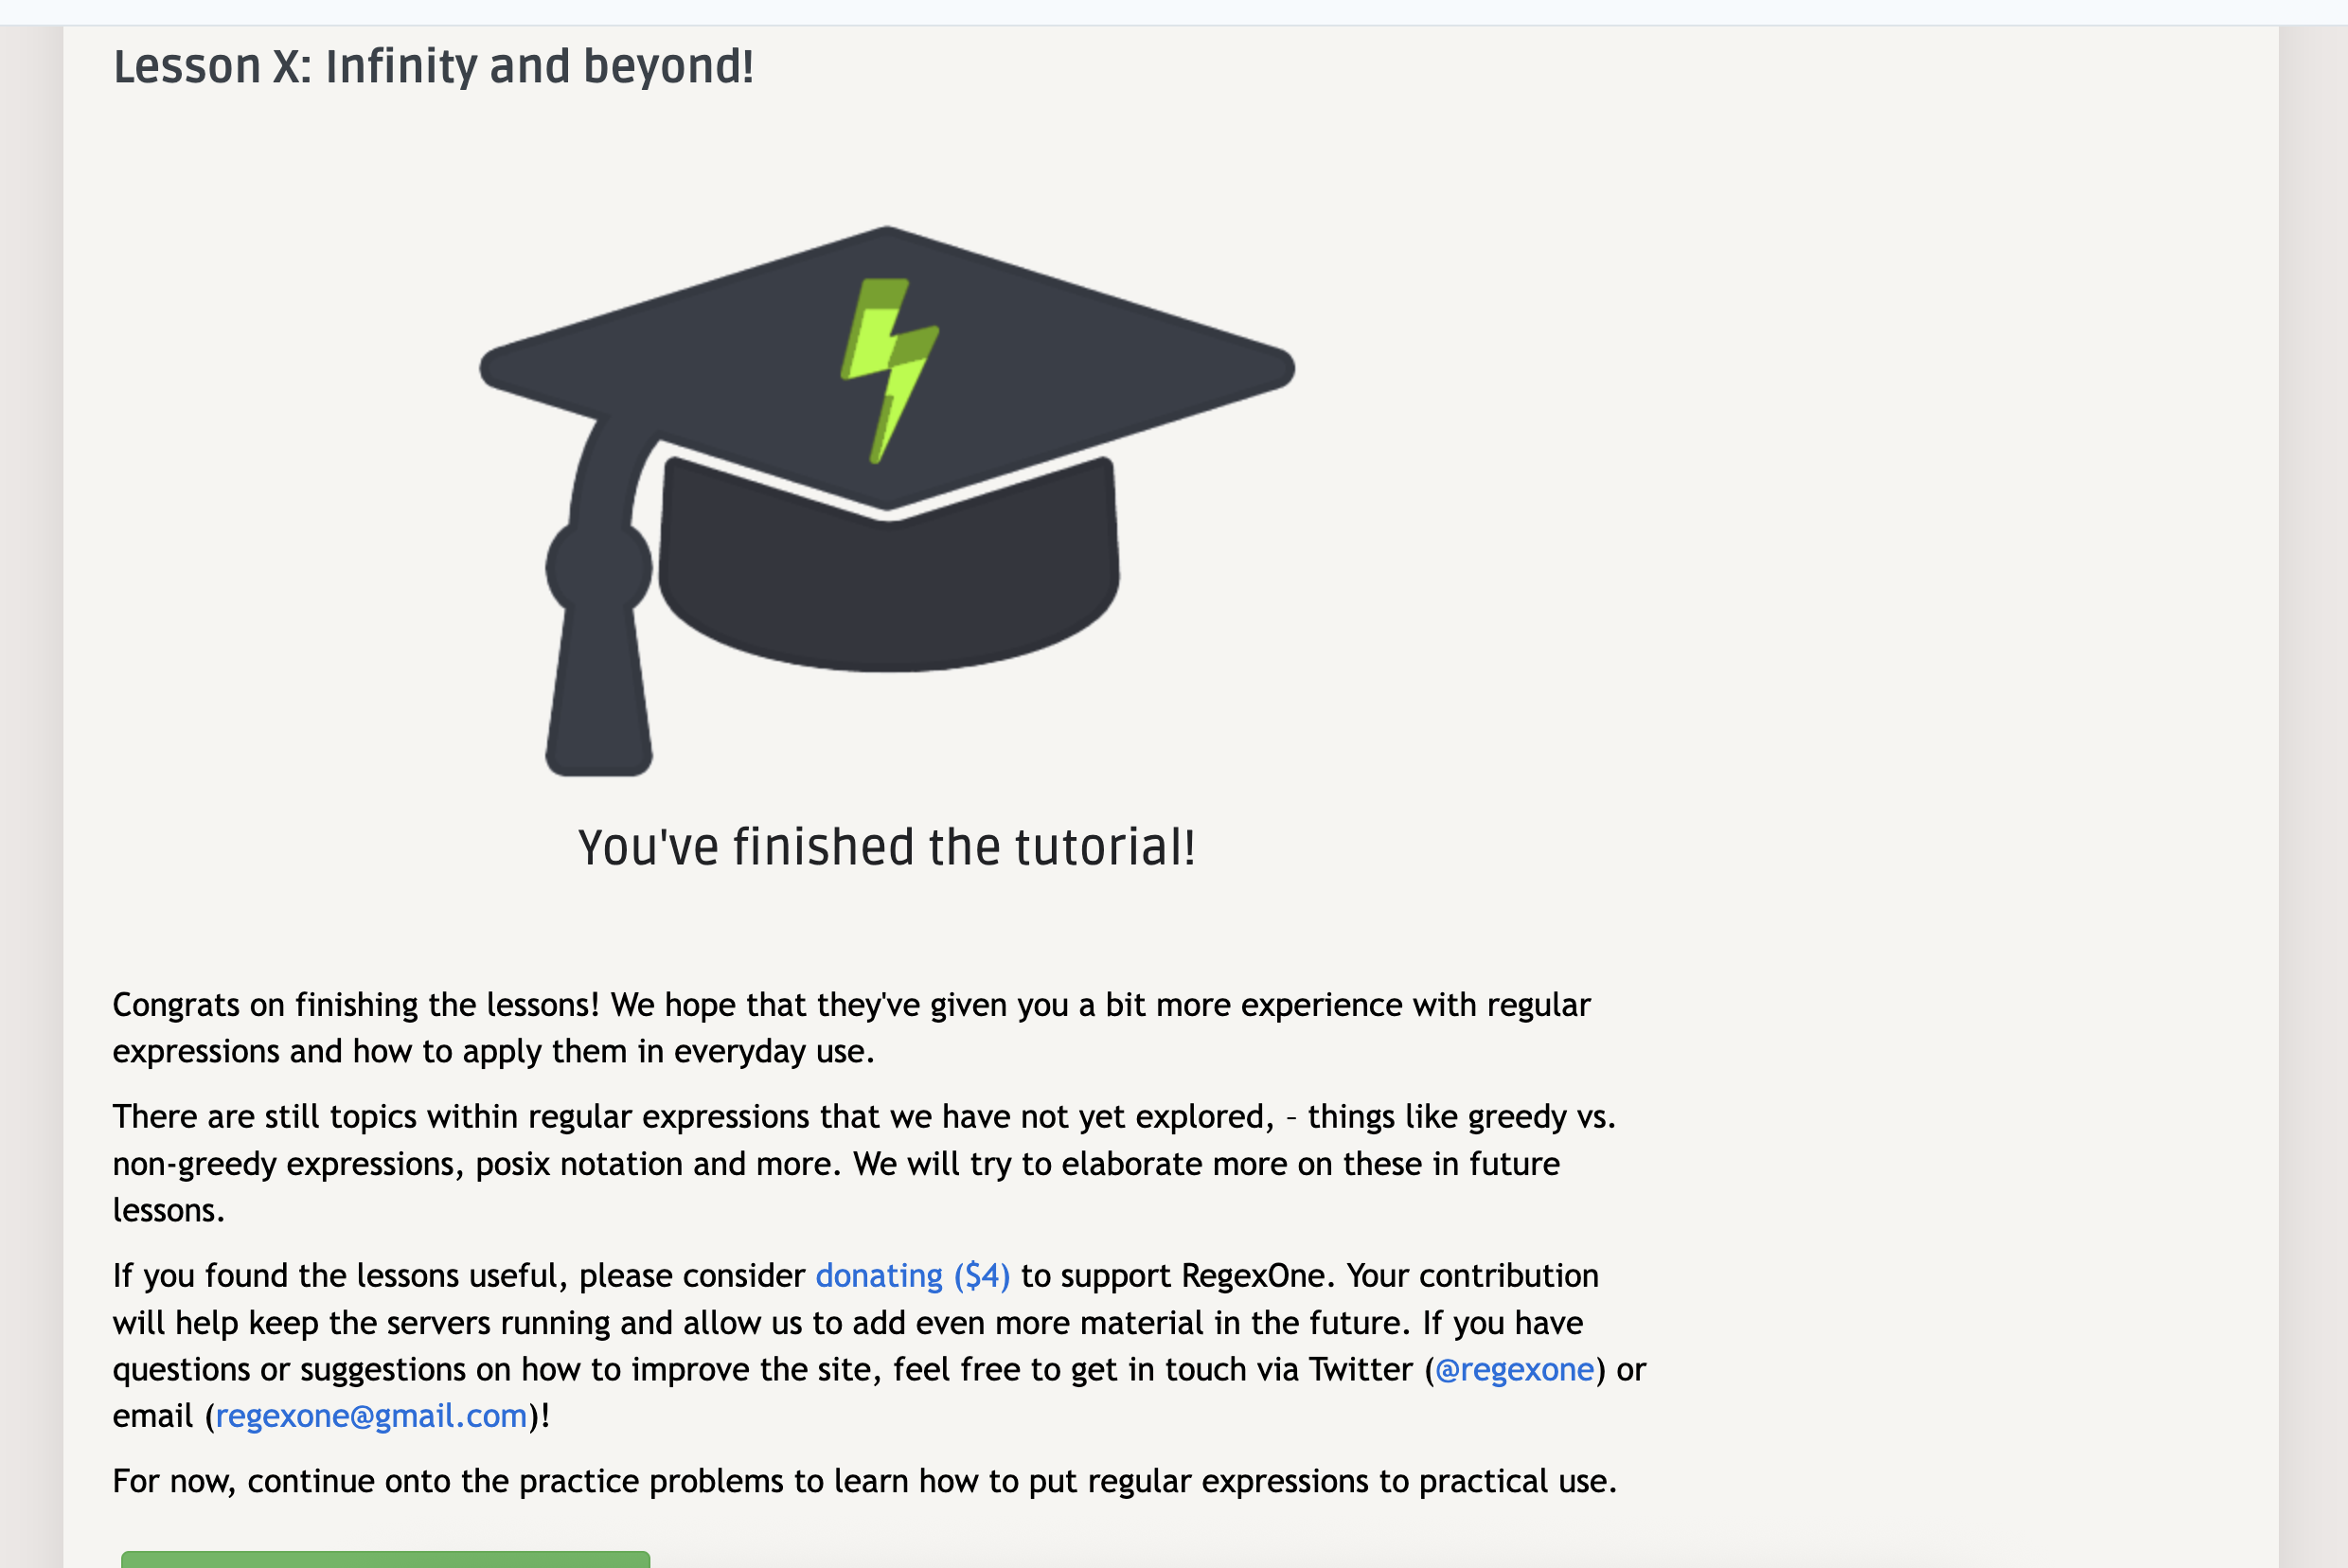 Lesson X: Infinity and beyond!
You've finished the tutorial!
Congrats on finishing the lessons! We hope that they've given you a bit more experience with regular
expressions and how to apply them in everyday use.
There are still topics within regular expressions that we have not yet explored, – things like greedy vs.
non-greedy expressions, posix notation and more. We will try to elaborate more on these in future
lessons.
If you found the lessons useful, please consider donating ($4) to support RegexOne. Your contribution
will help keep the servers running and allow us to add even more material in the future. If you have
questions or suggestions on how to improve the site, feel free to get in touch via Twitter (@regexone) or
email (regexone@gmail.com)!
For now, continue onto the practice problems to learn how to put regular expressions to practical use.